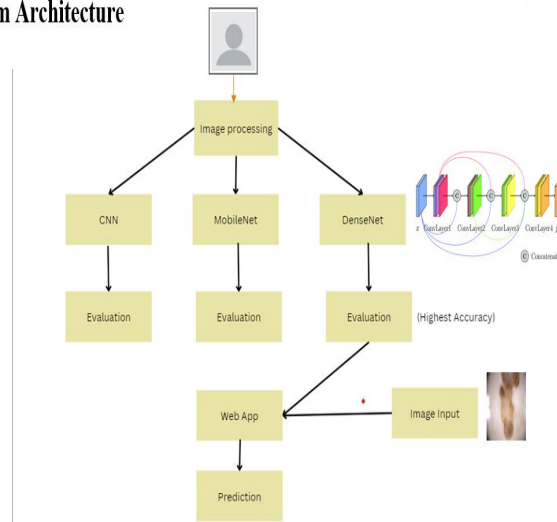 m Architecture
Image processing
CNN
MobileNet
DenseNet
x ConvLayer1 ConvLayer2 ConvLayer3 ConvLayer4
C Concatenat
Evaluation
Evaluation
Evaluation
(Highest Accuracy)
Web App
Image Input
Prediction